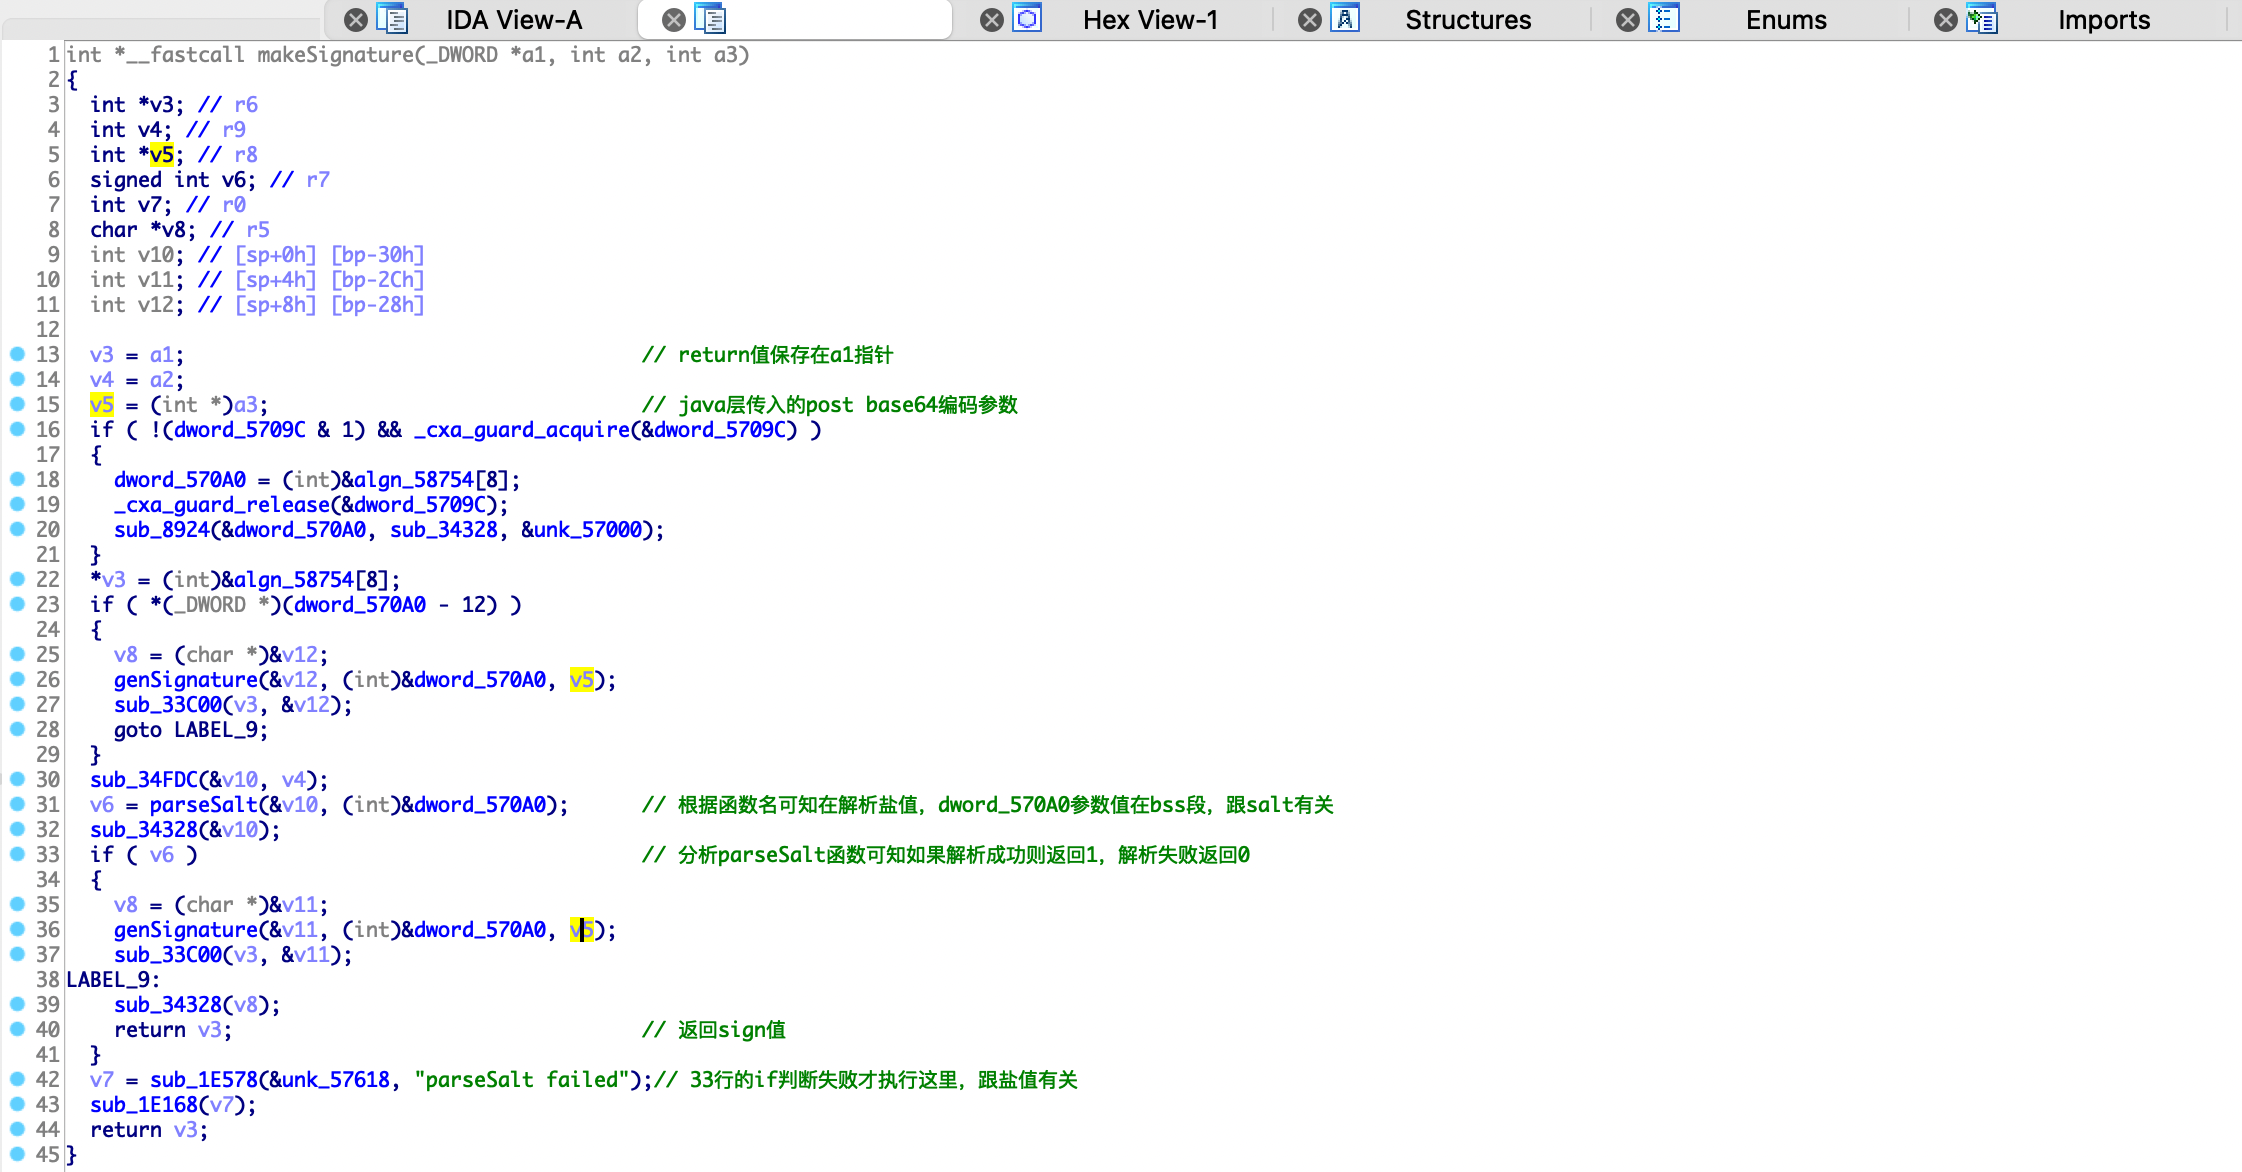 IDA View-A Hex View-1 Structures Enums Imports
1 int *__fastcall makeSignature(_DWORD *a1, int a2, int a3)
2 {
3 int *v3; // r6
4 int v4; // r9
5 int *v5; // r8
6 signed int v6; // r7
7 int v7; // r0
8 char *v8; // r5
9 int v10; // [sp+0h] [bp-30h]
10 int v11; // [sp+4h] [bp-2Ch]
11 int v12; // [sp+8h] [bp-28h]
12
13 v3 = a1; // return值保存在a1指针
14 v4 = a2;
15 v5 = (int *)a3; // java层传入的post base64编码参数
16 if ( !(dword_5709C & 1) && _cxa_guard_acquire(&dword_5709C) )
17 {
18 dword_570A0 = (int)&algn_58754[8];
19 _cxa_guard_release(&dword_5709C);
20 sub_8924(&dword_570A0, sub_34328, &unk_57000);
21 }
22 *v3 = (int)&algn_58754[8];
23 if ( *(_DWORD *)(dword_570A0 - 12) )
24 {
25 v8 = (char *)&v12;
26 genSignature(&v12, (int)&dword_570A0, v5);
27 sub_33C00(v3, &v12);
28 goto LABEL_9;
29 }
30 sub_34FDC(&v10, v4);
31 v6 = parseSalt(&v10, (int)&dword_570A0); // 根据函数名可知在解析盐值，dword_570A0参数值在bss段，跟salt有关
32 sub_34328(&v10);
33 if ( v6 ) // 分析parseSalt函数可知如果解析成功则返回1，解析失败返回0
34 {
35 v8 = (char *)&v11;
36 genSignature(&v11, (int)&dword_570A0, v5);
37 sub_33C00(v3, &v11);
38 LABEL_9:
39 sub_34328(v8);
40 return v3; // 返回sign值
41 }
42 v7 = sub_1E578(&unk_57618, "parseSalt failed");// 33行的if判断失败才执行这里，跟盐值有关
43 sub_1E168(v7);
44 return v3;
45 }